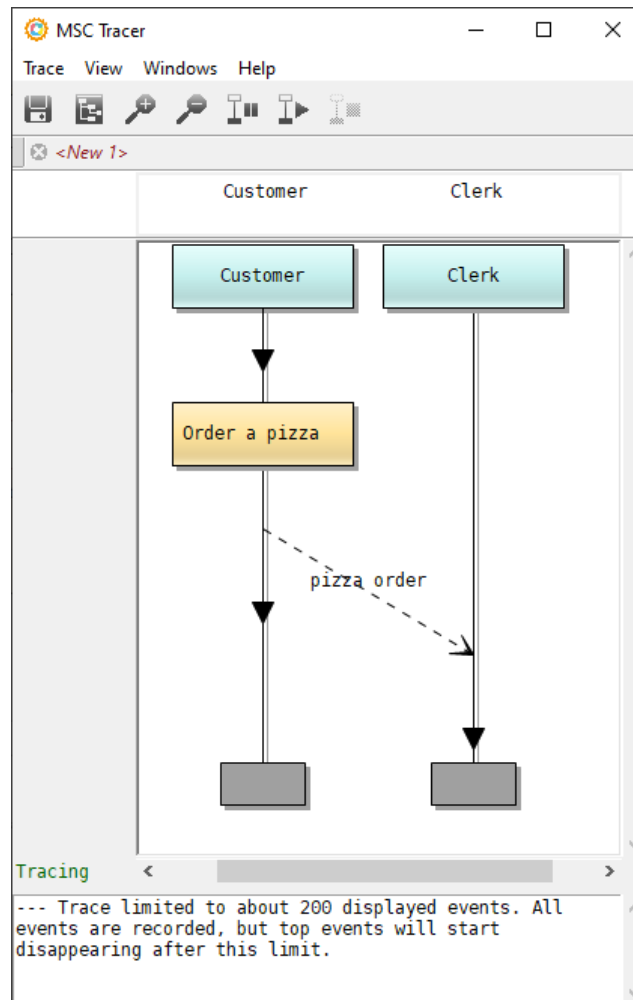 MSC Tracer
Trace View Windows Help
<New 1>
Customer Clerk
Customer Clerk
Order a pizza
pizza order
Tracing
--- Trace limited to about 200 displayed events. All
events are recorded, but top events will start
disappearing after this limit.